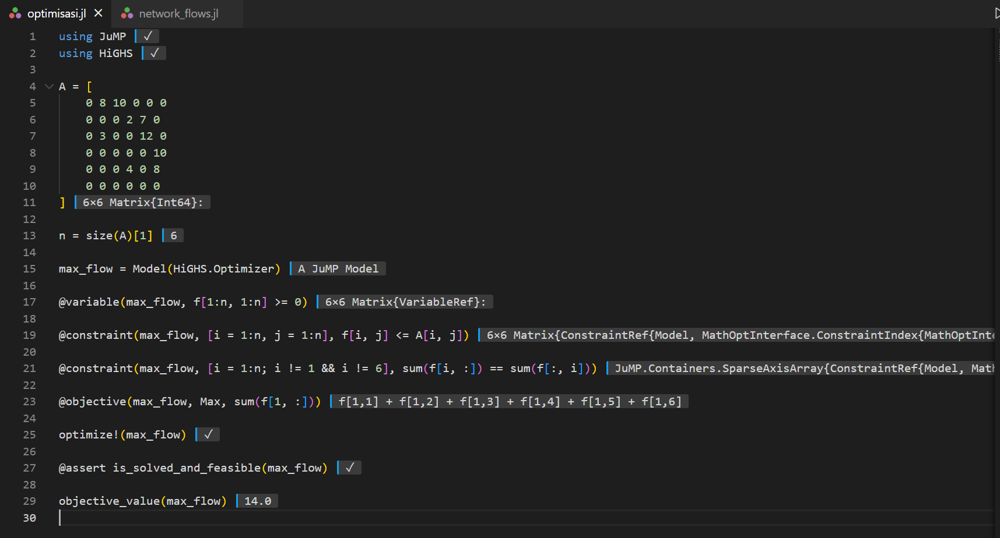 optimisasi.jl × network_flows.jl
1 using JuMP ✓
2 using HiGHS ✓
3
4 A = [
5 0 8 10 0 0 0
6 0 0 0 2 7 0
7 0 3 0 0 12 0
8 0 0 0 0 0 10
9 0 0 0 4 0 8
10 0 0 0 0 0 0
11 ] 6×6 Matrix{Int64}:
12
13 n = size(A)[1] 6
14
15 max_flow = Model(HiGHS.Optimizer) A JuMP Model
16
17 @variable(max_flow, f[1:n, 1:n] >= 0) 6×6 Matrix{VariableRef}:
18
19 @constraint(max_flow, [i = 1:n, j = 1:n], f[i, j] <= A[i, j]) 6×6 Matrix{ConstraintRef{Model, MathOptInterface.ConstraintIndex{MathOptInte
20
21 @constraint(max_flow, [i = 1:n; i != 1 && i != 6], sum(f[i, :]) == sum(f[:, i])) JuMP.Containers.SparseAxisArray{ConstraintRef{Model, Math
22
23 @objective(max_flow, Max, sum(f[1, :])) f[1,1] + f[1,2] + f[1,3] + f[1,4] + f[1,5] + f[1,6]
24
25 optimize!(max_flow) ✓
26
27 @assert is_solved_and_feasible(max_flow) ✓
28
29 objective_value(max_flow) 14.0
30